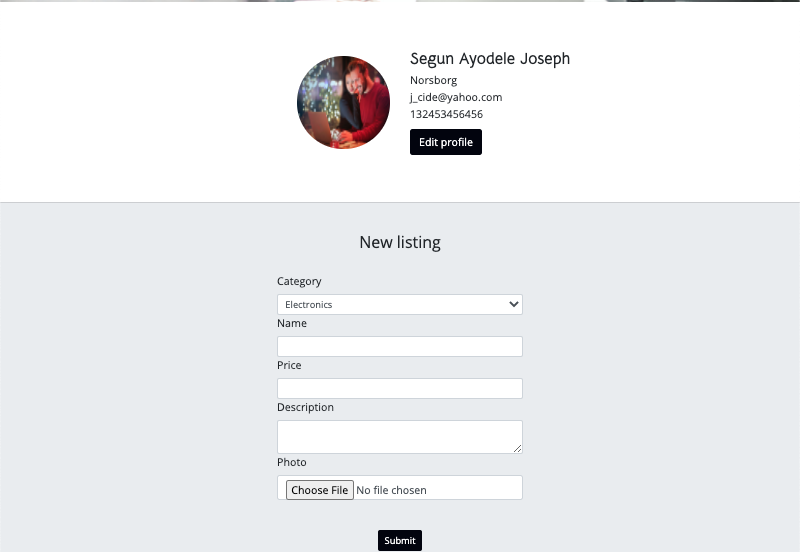 Segun Ayodele Joseph
Norsborg
j_cide@yahoo.com
132453456456
Edit profile
New listing
Category
Electronics
Name
Price
Description
Photo
Choose File No file chosen
Submit